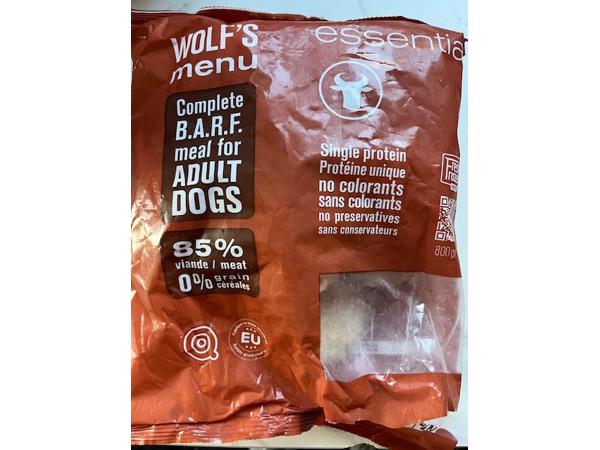 WOLF'S
menu
essentia
Complete
B.A.R.F.
meal for
ADULT
DOGS
Single protein
Protéine unique
no colorants
sans colorants
no preservatives
sans conservateurs
85%
viande / meat
0% grain
céréales
EU
800 gr